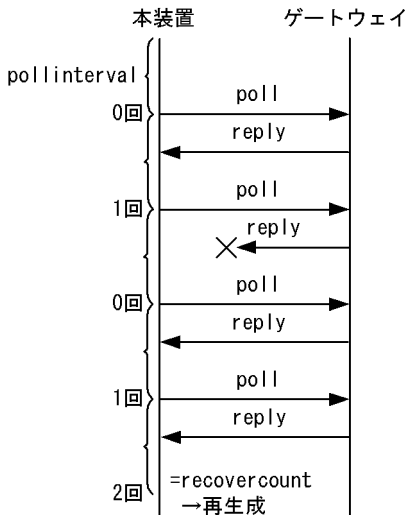 本装置 ゲートウェイ
pollinterval
poll
0回
reply
poll
1回
reply
poll
0回
reply
poll
1回
reply
=recovercount
2回
→再生成